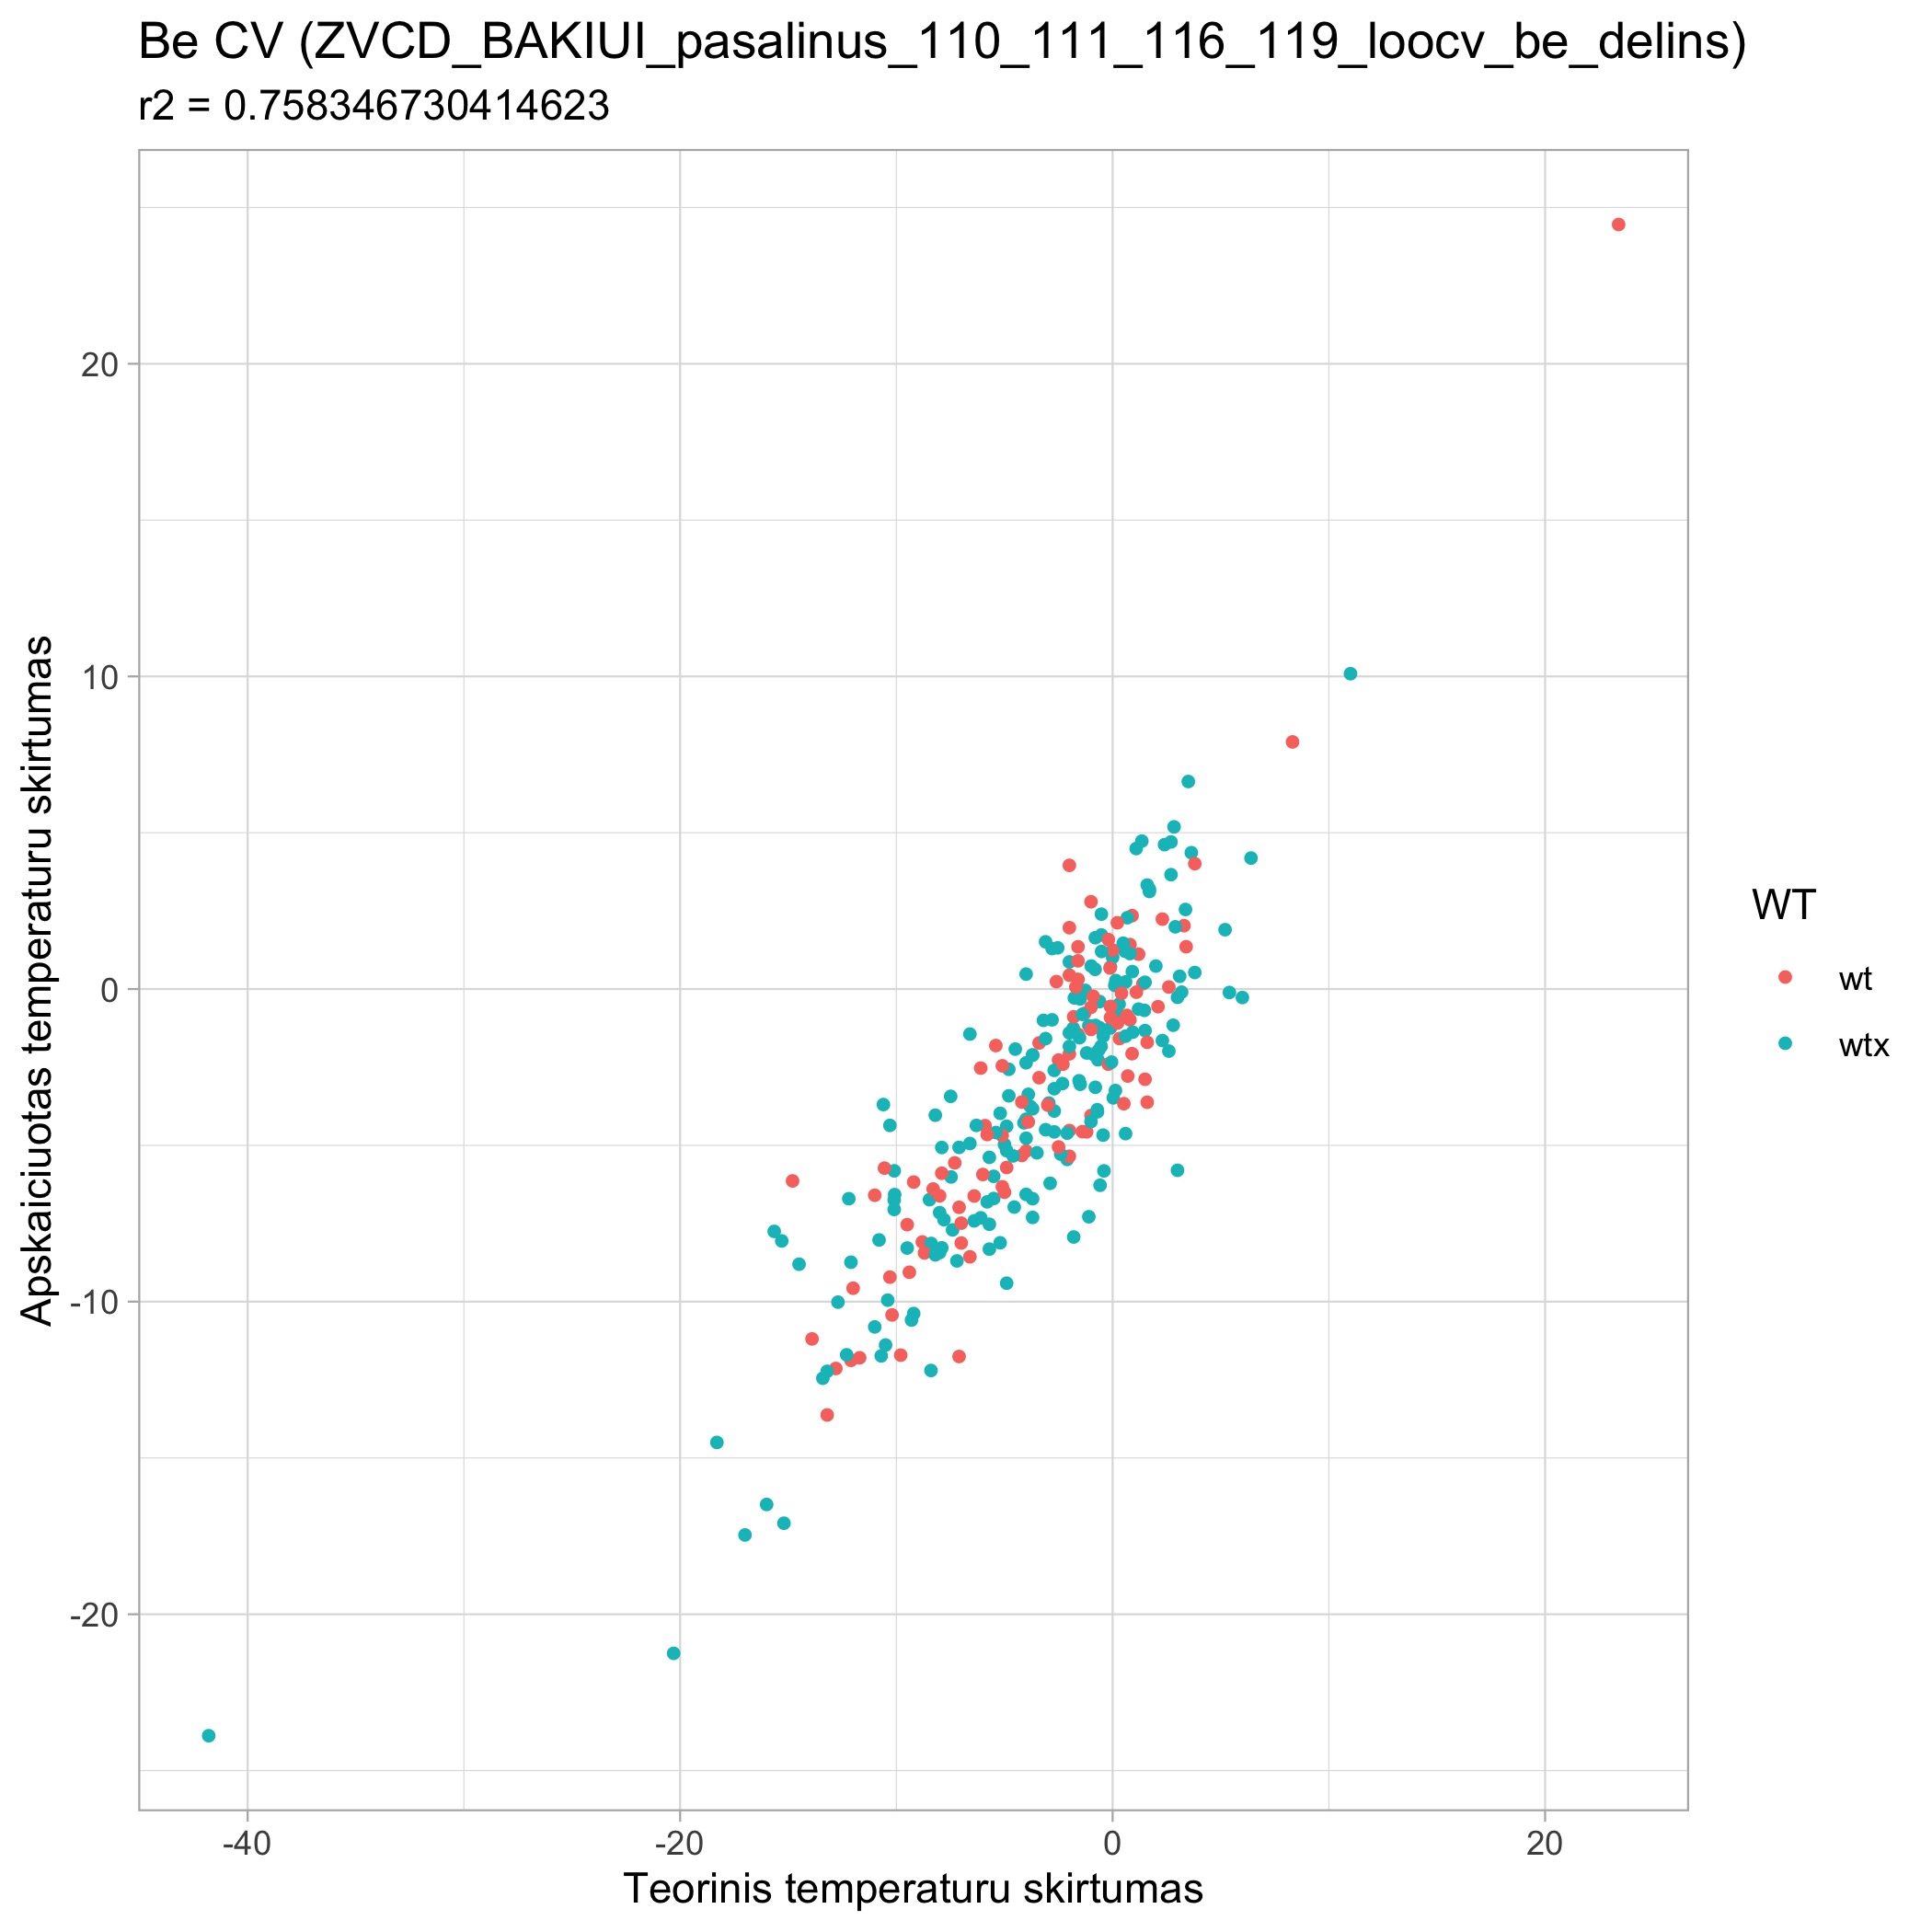 Be CV (ZVCD_BAKIUI_pasalinus_110_111_116_119_loocv_be_delins)
r2 = 0.758346730414623
20
10
0
-10
-20
Apskaiciuotas temperaturu skirtumas
-40
-20
0
20
Teorinis temperaturu skirtumas
WT
wt
wtx